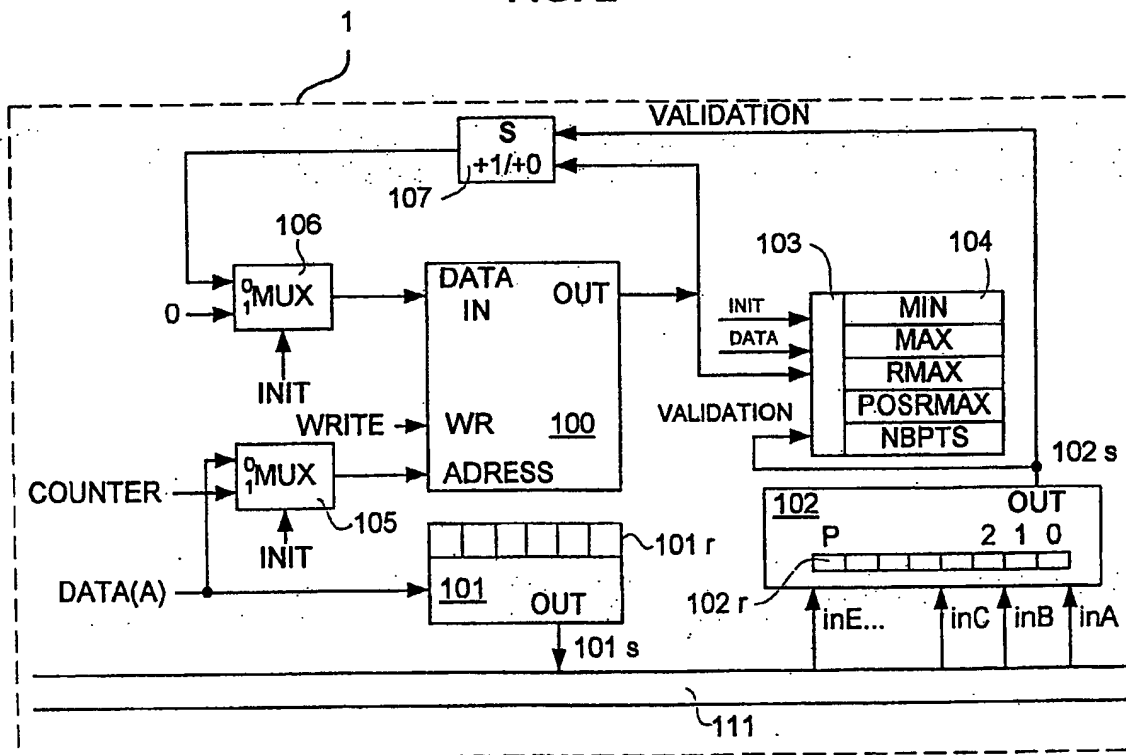 1
VALIDATION
S
+1/+0
107
106
0
1
MUX
0
INIT
DATA
IN
OUT
WRITE
WR
100
ADRESS
COUNTER
0
1
MUX
105
INIT
DATA(A)
101
OUT
101 r
101 s
103
104
INIT
DATA
VALIDATION
MIN
MAX
RMAX
POSRMAX
NBPTS
102 s
102
OUT
P
2 1 0
102 r
inE...
inC
inB
inA
111